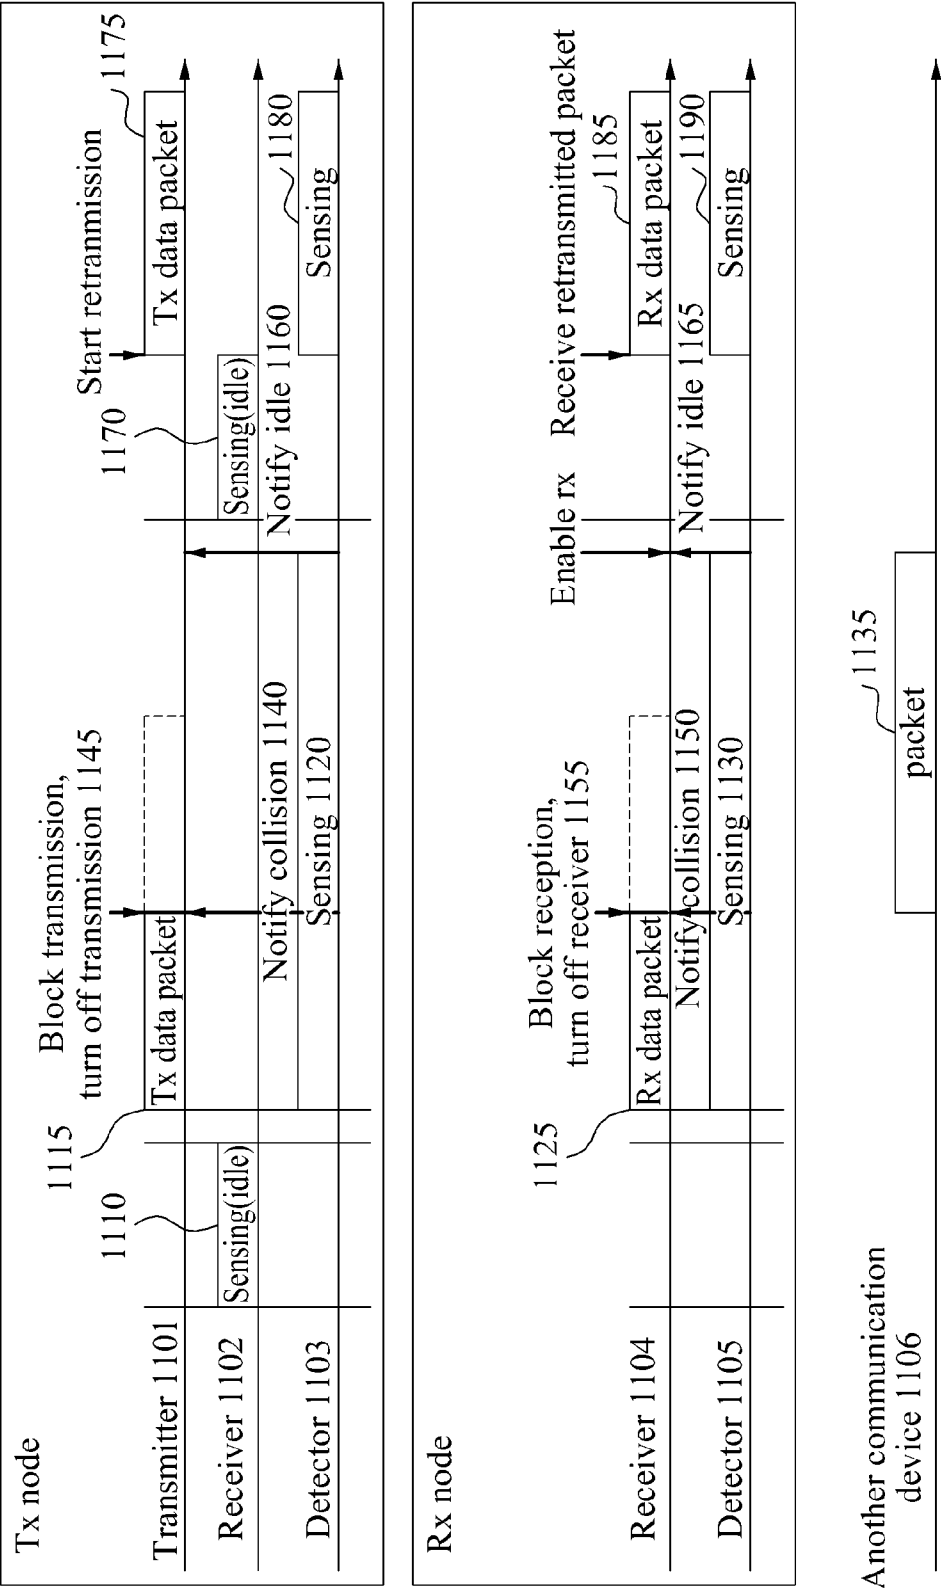 Tx node
Block transmission,
turn off transmission 1145
Start retranmission
1110
1115
1170
1175
Transmitter 1101
Tx data packet
Tx data packet
Receiver 1102
Sensing(idle)
Sensing(idle)
Notify collision 1140
Notify idle 1160
1180
Detector 1103
Sensing 1120
Sensing
Rx node
Block reception,
turn off receiver 1155
Enable rx
Receive retransmitted packet
1125
1185
Receiver 1104
Rx data packet
Rx data packet
Notify collision 1150
Notify idle 1165
1190
Detector 1105
Sensing 1130
Sensing
Another communication
device 1106
1135
packet